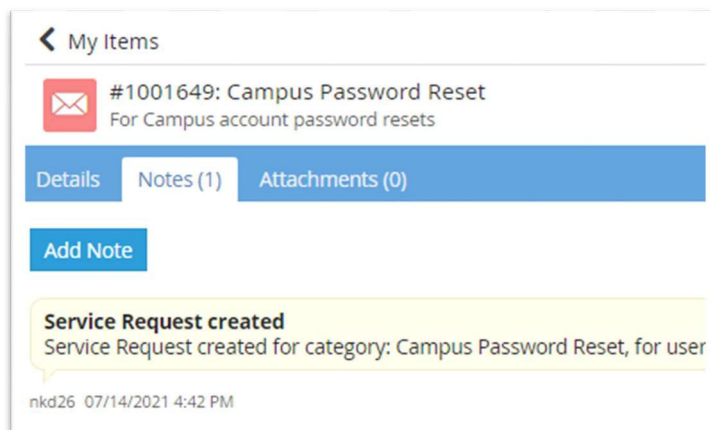 My Items
#1001649: Campus Password Reset
For Campus account password resets
Details Notes (1) Attachments (0)
Add Note
Service Request created
Service Request created for category: Campus Password Reset, for user
nkd26 07/14/2021 4:42 PM